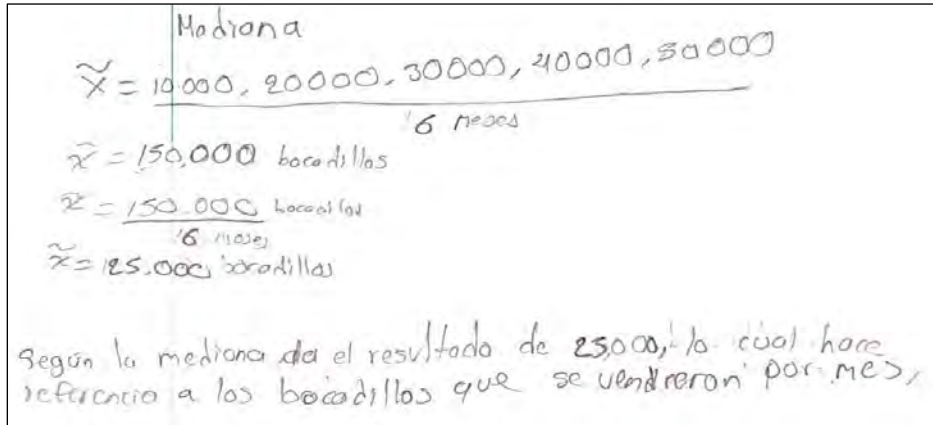 Mediana
x̃ = 10.000, 20000, 30000, 40000, 50000
6 meses
x̃ = 150,000 bocadillos
x̃ = 150.000 bocadillos
6 meses
x̃ = 25.000 bocadillos
Según la mediana da el resultado de 25,000, lo cual hace
referencia a los bocadillos que se vendieron por mes,